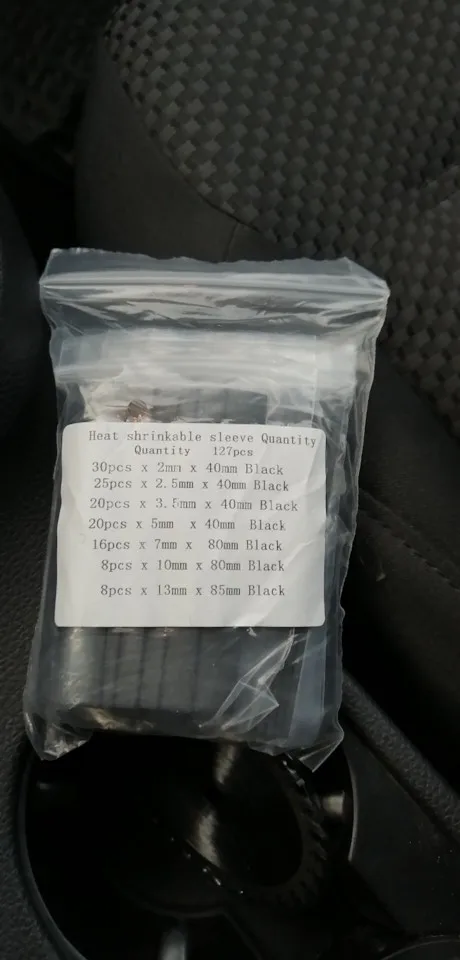 Heat shrinkable sleeve Quantity
Quantity 127pcs
30pcs x 2mm x 40mm Black
25pcs x 2.5mm x 40mm Black
20pcs x 3.5mm x 40mm Black
20pcs x 5mm x 40mm Black
16pcs x 7mm x 80mm Black
8pcs x 10mm x 80mm Black
8pcs x 13mm x 85mm Black